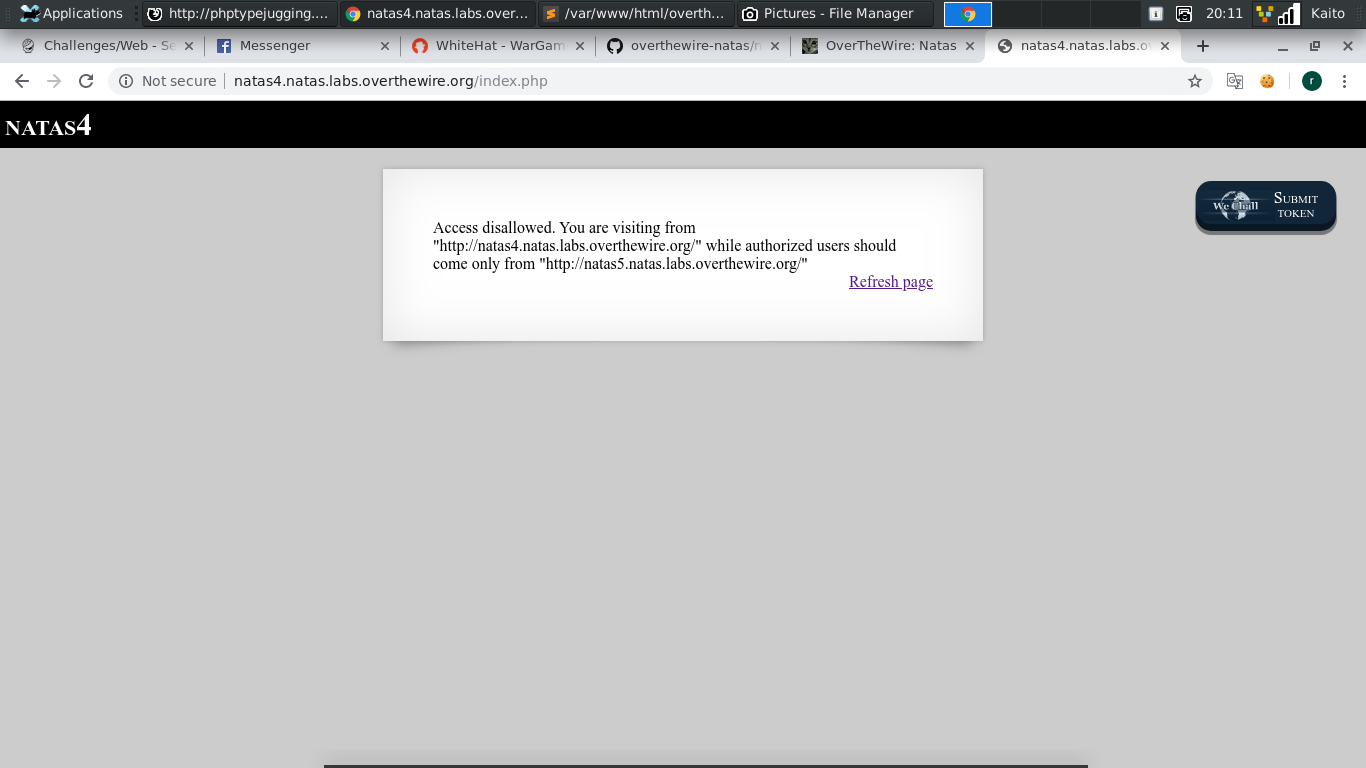 Applications
http://phptypejugging....
natas4.natas.labs.over...
/var/www/html/overth...
Pictures - File Manager
20:11
Kaito
Challenges/Web - Se
Messenger
WhiteHat - WarGam
overthewire-natas/n
OverTheWire: Natas
natas4.natas.labs.ov
Not secure
natas4.natas.labs.overthewire.org/index.php
r
NATAS4
Access disallowed. You are visiting from
"http://natas4.natas.labs.overthewire.org/" while authorized users should
come only from "http://natas5.natas.labs.overthewire.org/"
Refresh page
We Chall
SUBMIT
TOKEN